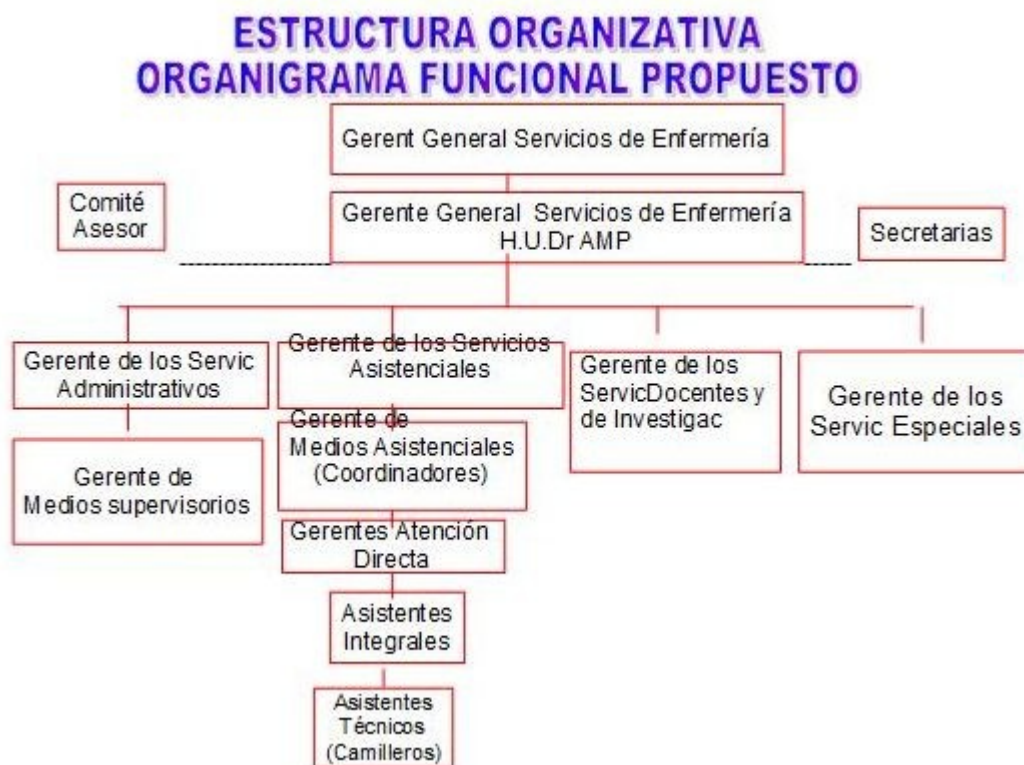 ESTRUCTURA ORGANIZATIVA
ORGANIGRAMA FUNCIONAL PROPUESTO
Gerent General Servicios de Enfermería
Comité
Asesor
Gerente General Servicios de Enfermería
H.U.Dr AMP
Secretarias
Gerente de los Servic
Administrativos
Gerente de los Servicios
Asistenciales
Gerente de los
ServicDocentes y
de Investigac
Gerente de los
Servic Especiales
Gerente de
Medios supervisorios
Gerente de
Medios Asistenciales
(Coordinadores)
Gerentes Atención
Directa
Asistentes
Integrales
Asistentes
Técnicos
(Camilleros)